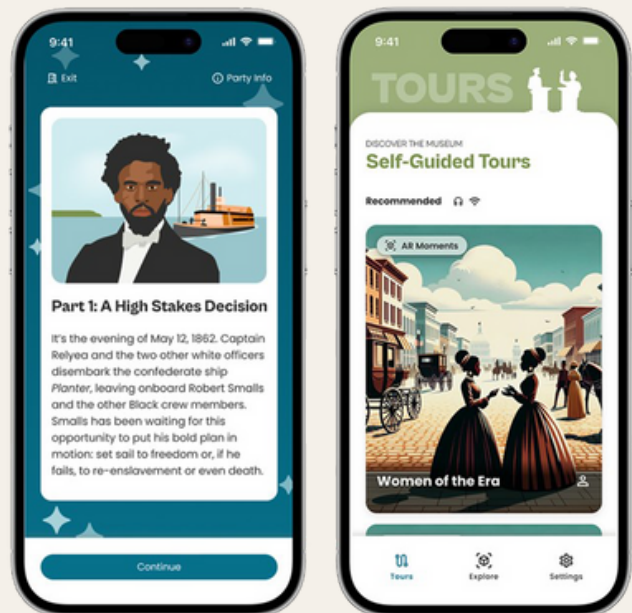 9:41
Exit
Party Info
Part 1: A High Stakes Decision
It's the evening of May 12, 1862. Captain
Relyea and the two other white officers
disembark the confederate ship
Planter, leaving onboard Robert Smalls
and the other Black crew members.
Smalls has been waiting for this
opportunity to put his bold plan in
motion: set sail to freedom or, if he
fails, to re-enslavement or even death.
Continue
9:41
TOURS
DISCOVER THE MUSEUM
Self-Guided Tours
Recommended
AR Moments
Women of the Era
Tours
Explore
Settings